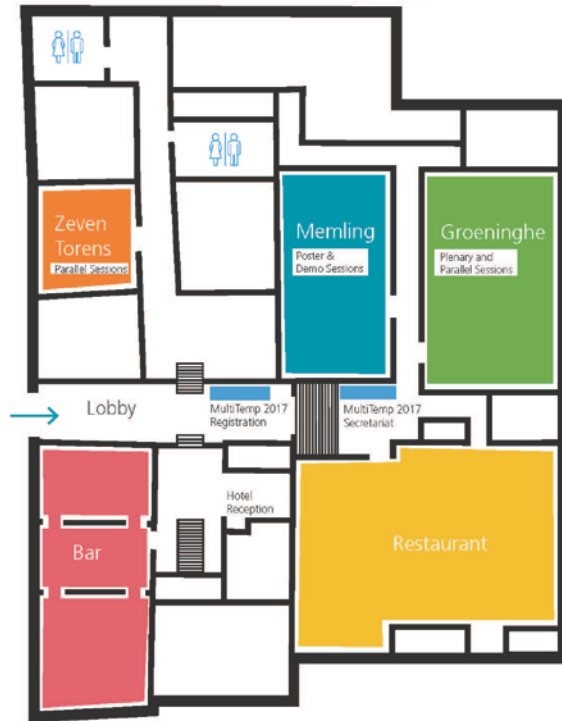 Zeven
Torens
Parallel Sessions
Memling
Poster &
Demo Sessions
Groeninghe
Plenary and
Parallel Sessions
Lobby
MultiTemp 2017
Registration
MultiTemp 2017
Secretariat
Hotel
Reception
Bar
Restaurant